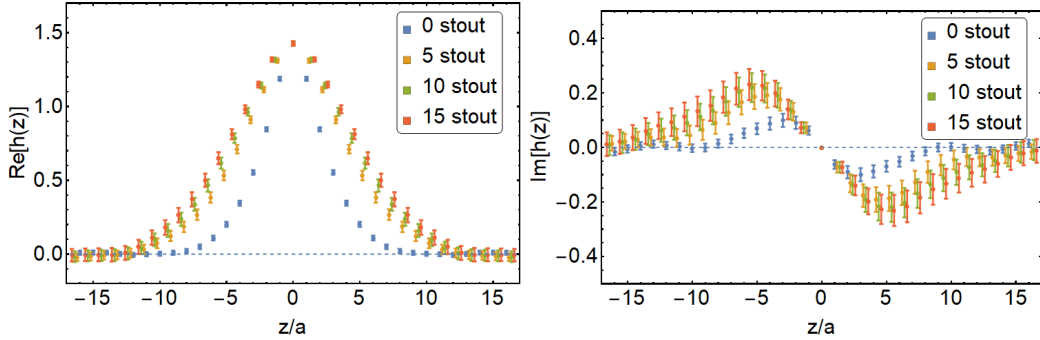 0 stout
5 stout
10 stout
15 stout
1.5
1.0
0.5
0.0
Re[h(z)]
−15 −10 −5 0 5 10 15
z/a
0 stout
5 stout
10 stout
15 stout
0.4
0.2
0.0
−0.2
−0.4
Im[h(z)]
−15 −10 −5 0 5 10 15
z/a